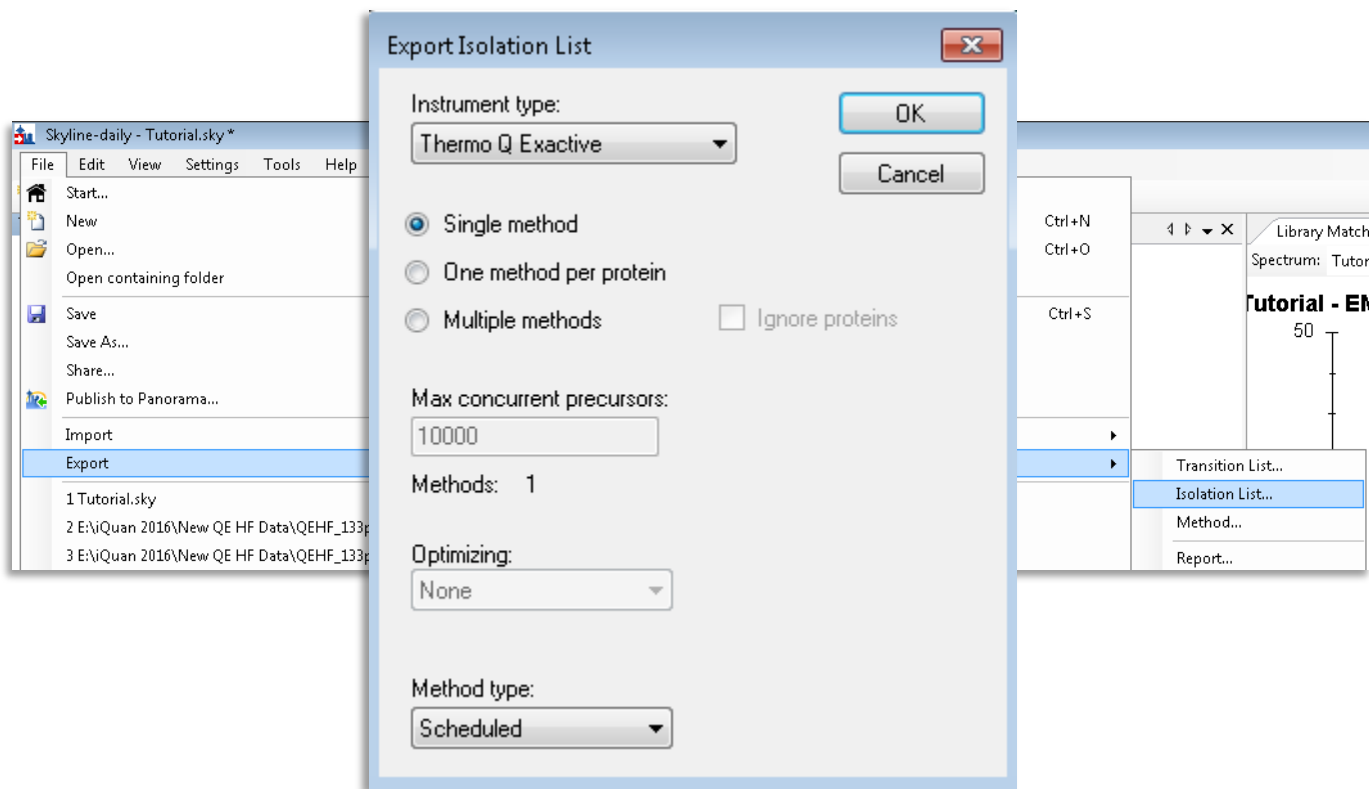 Export Isolation List
Instrument type:
Thermo Q Exactive
OK
Cancel
Single method
One method per protein
Multiple methods
Ignore proteins
Max concurrent precursors:
10000
Methods: 1
Optimizing:
None
Method type:
Scheduled
Skyline-daily - Tutorial.sky *
File Edit View Settings Tools Help
Start...
New
Open...
Open containing folder
Save
Save As...
Share...
Publish to Panorama...
Import
Export
1 Tutorial.sky
2 E:\iQuan 2016\New QE HF Data\QEHF_133
3 E:\iQuan 2016\New QE HF Data\QEHF_133
Ctrl+N
Ctrl+O
Ctrl+S
Library Match
Spectrum: Tutor
Tutorial - EM
50
Transition List...
Isolation List...
Method...
Report...